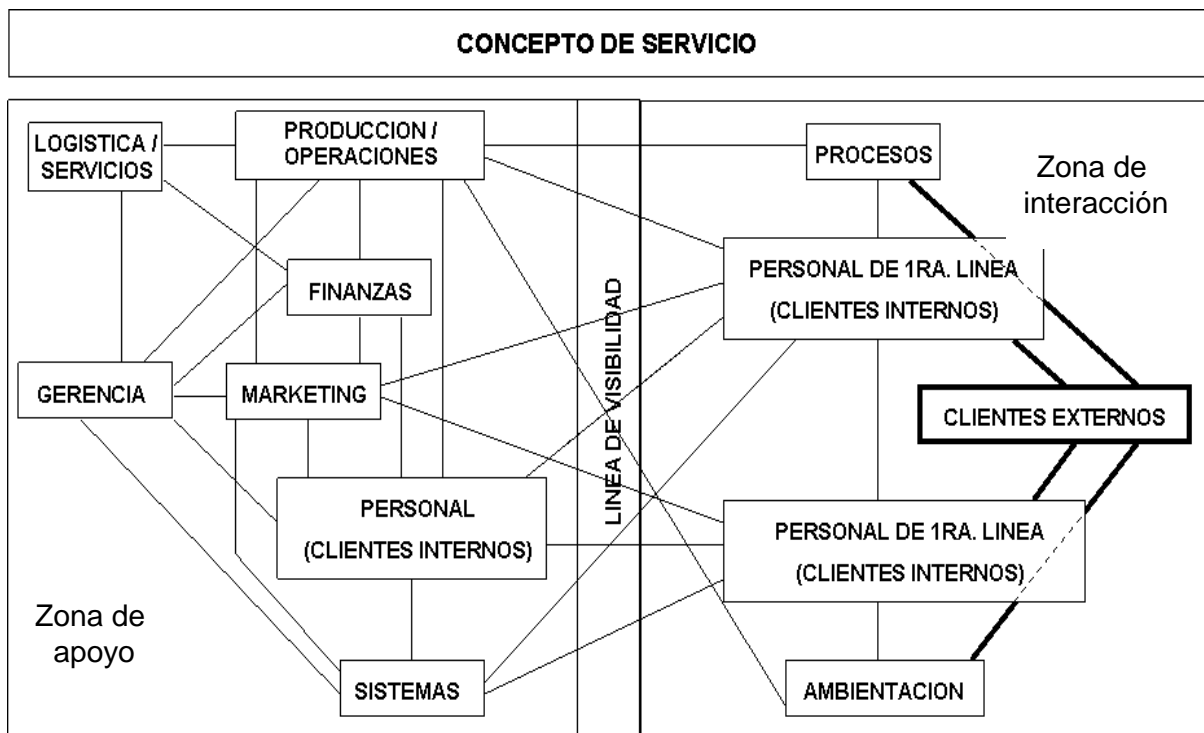 CONCEPTO DE SERVICIO
LOGISTICA /
SERVICIOS
PRODUCCION /
OPERACIONES
FINANZAS
GERENCIA
MARKETING
PERSONAL
(CLIENTES INTERNOS)
Zona de
apoyo
SISTEMAS
LINEA DE VISIBILIDAD
PROCESOS
Zona de
interacción
PERSONAL DE 1RA. LINEA
(CLIENTES INTERNOS)
CLIENTES EXTERNOS
PERSONAL DE 1RA. LINEA
(CLIENTES INTERNOS)
AMBIENTACION